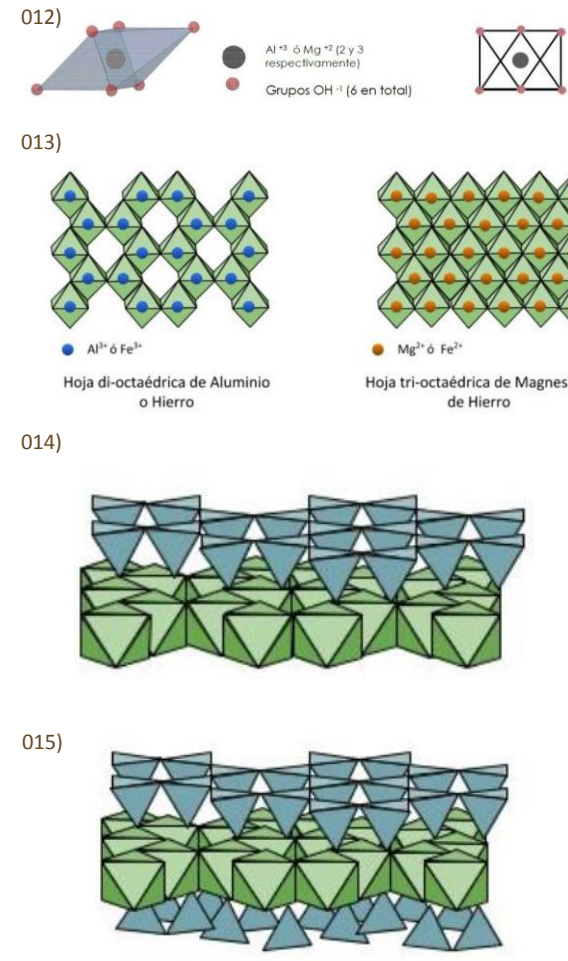 012)
Al +3 ó Mg +2 (2 y 3
respectivamente)
Grupos OH -1 (6 en total)
013)
Al3+ ó Fe3+
Mg2+ ó Fe2+
Hoja di-octaédrica de Aluminio
o Hierro
Hoja tri-octaédrica de Magnes
de Hierro
014)
015)